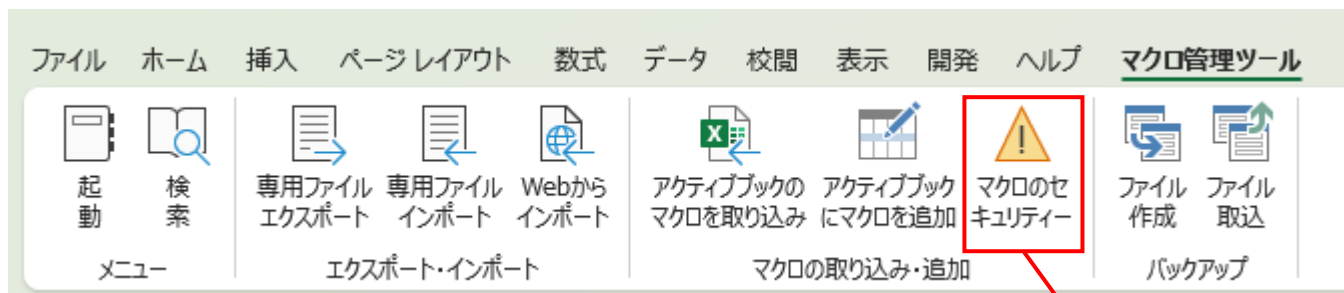 ファイル ホーム 挿入 ページ レイアウト 数式 データ 校閲 表示 開発 ヘルプ マクロ管理ツール
起動
検索
専用ファイル
エクスポート
専用ファイル
インポート
Webから
インポート
アクティブブックの
マクロを取り込み
アクティブブック
にマクロを追加
マクロのセ
キュリティー
ファイル
作成
ファイル
取込
メニュー
エクスポート・インポート
マクロの取り込み・追加
バックアップ